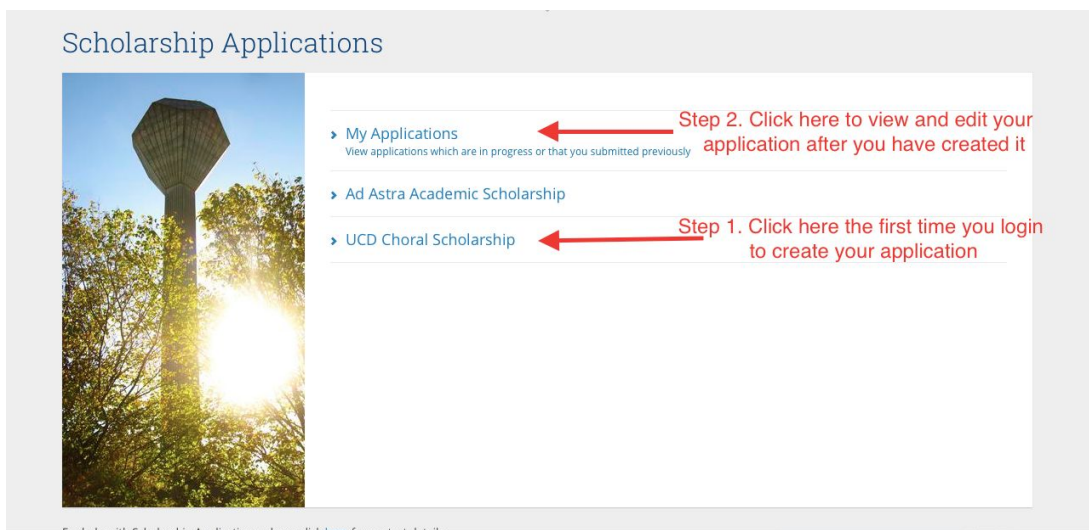 Scholarship Applications
My Applications
View applications which are in progress or that you submitted previously
Step 2. Click here to view and edit your
application after you have created it
Ad Astra Academic Scholarship
UCD Choral Scholarship
Step 1. Click here the first time you login
to create your application